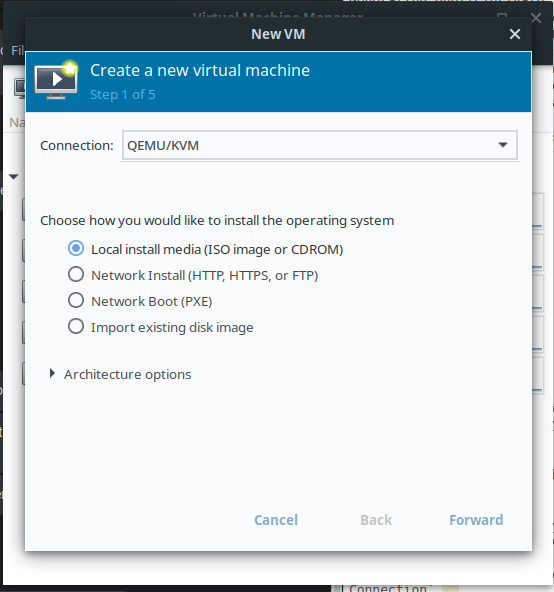 Virtual Machine Manager
New VM
Fil
Create a new virtual machine
Step 1 of 5
Na
Connection: QEMU/KVM
Choose how you would like to install the operating system
Local install media (ISO image or CDROM)
Network Install (HTTP, HTTPS, or FTP)
Network Boot (PXE)
Import existing disk image
Architecture options
Cancel Back Forward
Connection`